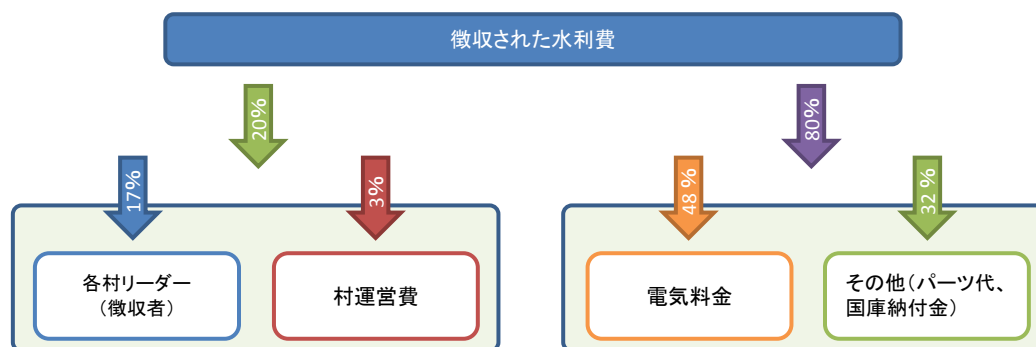 徴収された水利費
20%
80%
17%
3%
48 %
32 %
各村リーダー
（徴収者）
村運営費
電気料金
その他（パーツ代、
国庫納付金）